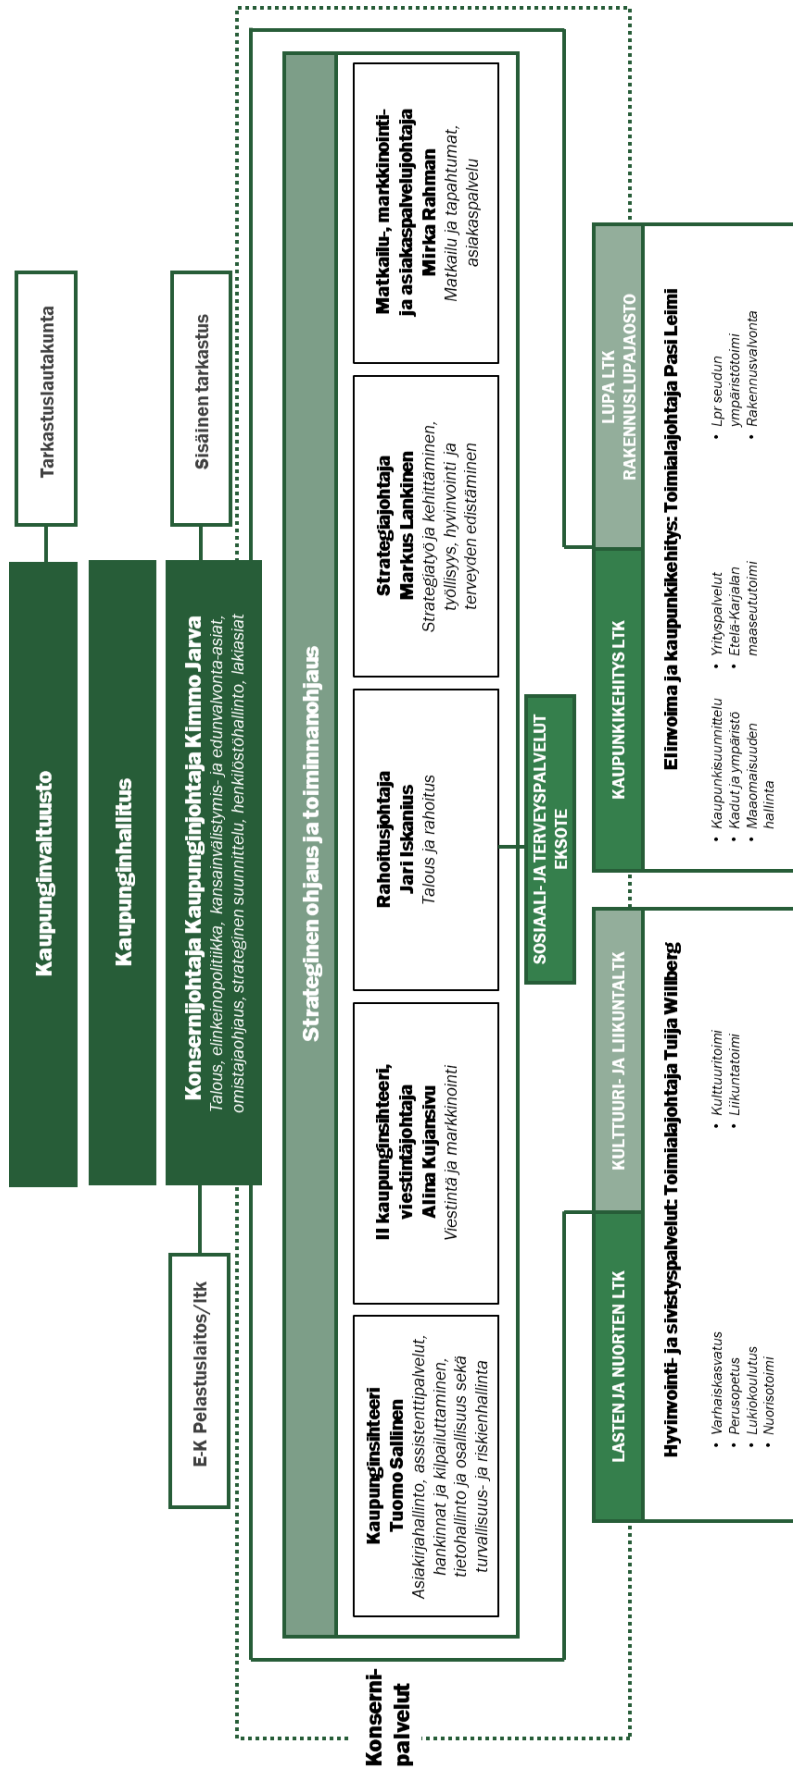 Kaupunginvaltuusto
Tarkastuslautakunta
Kaupunginhallitus
E-K Pelastuslaitos/ltk
Konsernijohtaja Kaupunginjohtaja Kimmo Jarva
Talous, elinkeinopolitiikka, kansainvälistymis- ja edunvalvonta-asiat,
omistajaohjaus, strateginen suunnittelu, henkilöstöhallinto, lakiasiat
Sisäinen tarkastus
Konserni-
palvelut
Strateginen ohjaus ja toiminnanohjaus
Kaupunginsihteeri
Tuomo Sallinen
Asiakirjahallinto, assistenttipalvelut,
hankinnat ja kilpailuttaminen,
tietohallinto ja osallisuus sekä
turvallisuus- ja riskienhallinta
II kaupunginsihteeri,
viestintäjohtaja
Alina Kujansivu
Viestintä ja markkinointi
Rahoitusjohtaja
Jari Iskanius
Talous ja rahoitus
Strategiajohtaja
Markus Lankinen
Strategiatyö ja kehittäminen,
työllisyys, hyvinvointi ja
terveyden edistäminen
Matkailu-, markkinointi-
ja asiakaspalvelujohtaja
Mirka Rahman
Matkailu ja tapahtumat,
asiakaspalvelu
SOSIAALI- JA TERVEYSPALVELUT
EKSOTE
LASTEN JA NUORTEN LTK
KULTTUURI- JA LIIKUNTALTK
Hyvinvointi- ja sivistyspalvelut: Toimialajohtaja Tuija Willberg
• Varhaiskasvatus
• Perusopetus
• Lukiokoulutus
• Nuorisotoimi
• Kulttuuritoimi
• Liikuntatoimi
KAUPUNKIKEHITYS LTK
LUPA LTK
RAKENNUSLUPAJAOSTO
Elinvoima ja kaupunkikehitys: Toimialajohtaja Pasi Leimi
• Kaupunkisuunnittelu
• Kadut ja ympäristö
• Maaomaisuuden
hallinta
• Yrityspalvelut
• Etelä-Karjalan
maaseututoimi
• Lpr seudun
ympäristötoimi
• Rakennusvalvonta